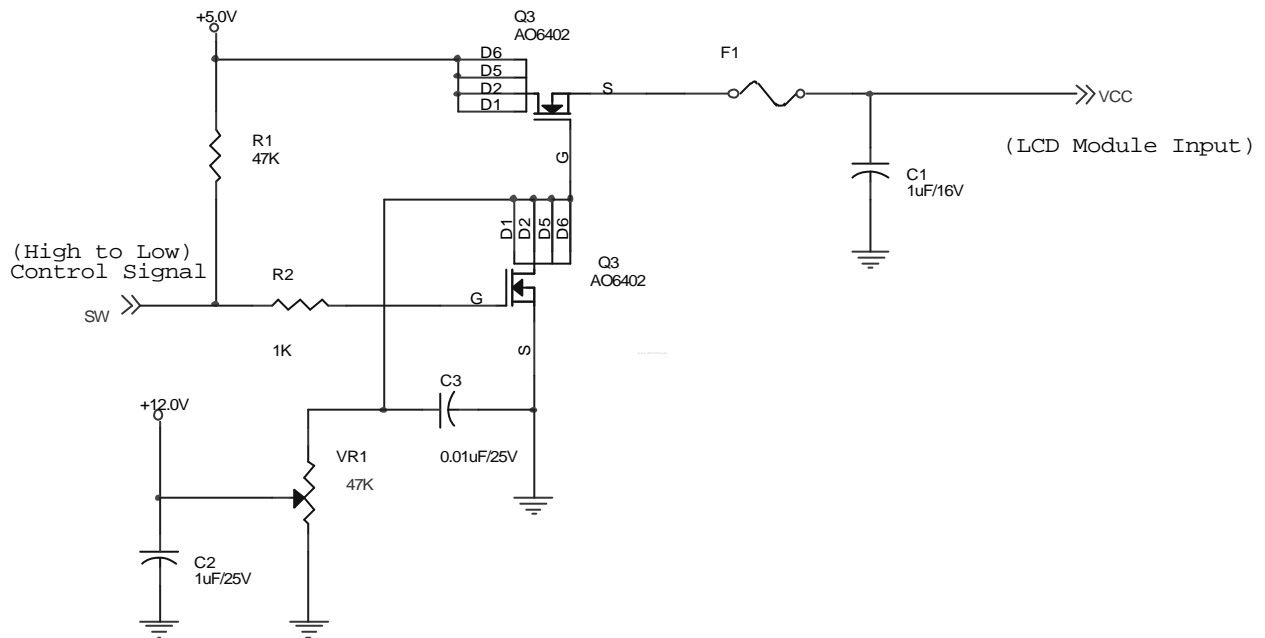 +5.0V
Q3
AO6402
D6
D5
D2
D1
S
F1
VCC
(LCD Module Input)
R1
47K
G
C1
1uF/16V
D1
D2
D5
D6
(High to Low)
Control Signal
R2
G
Q3
AO6402
SW
1K
S
C3
+12.0V
VR1
47K
0.01uF/25V
C2
1uF/25V